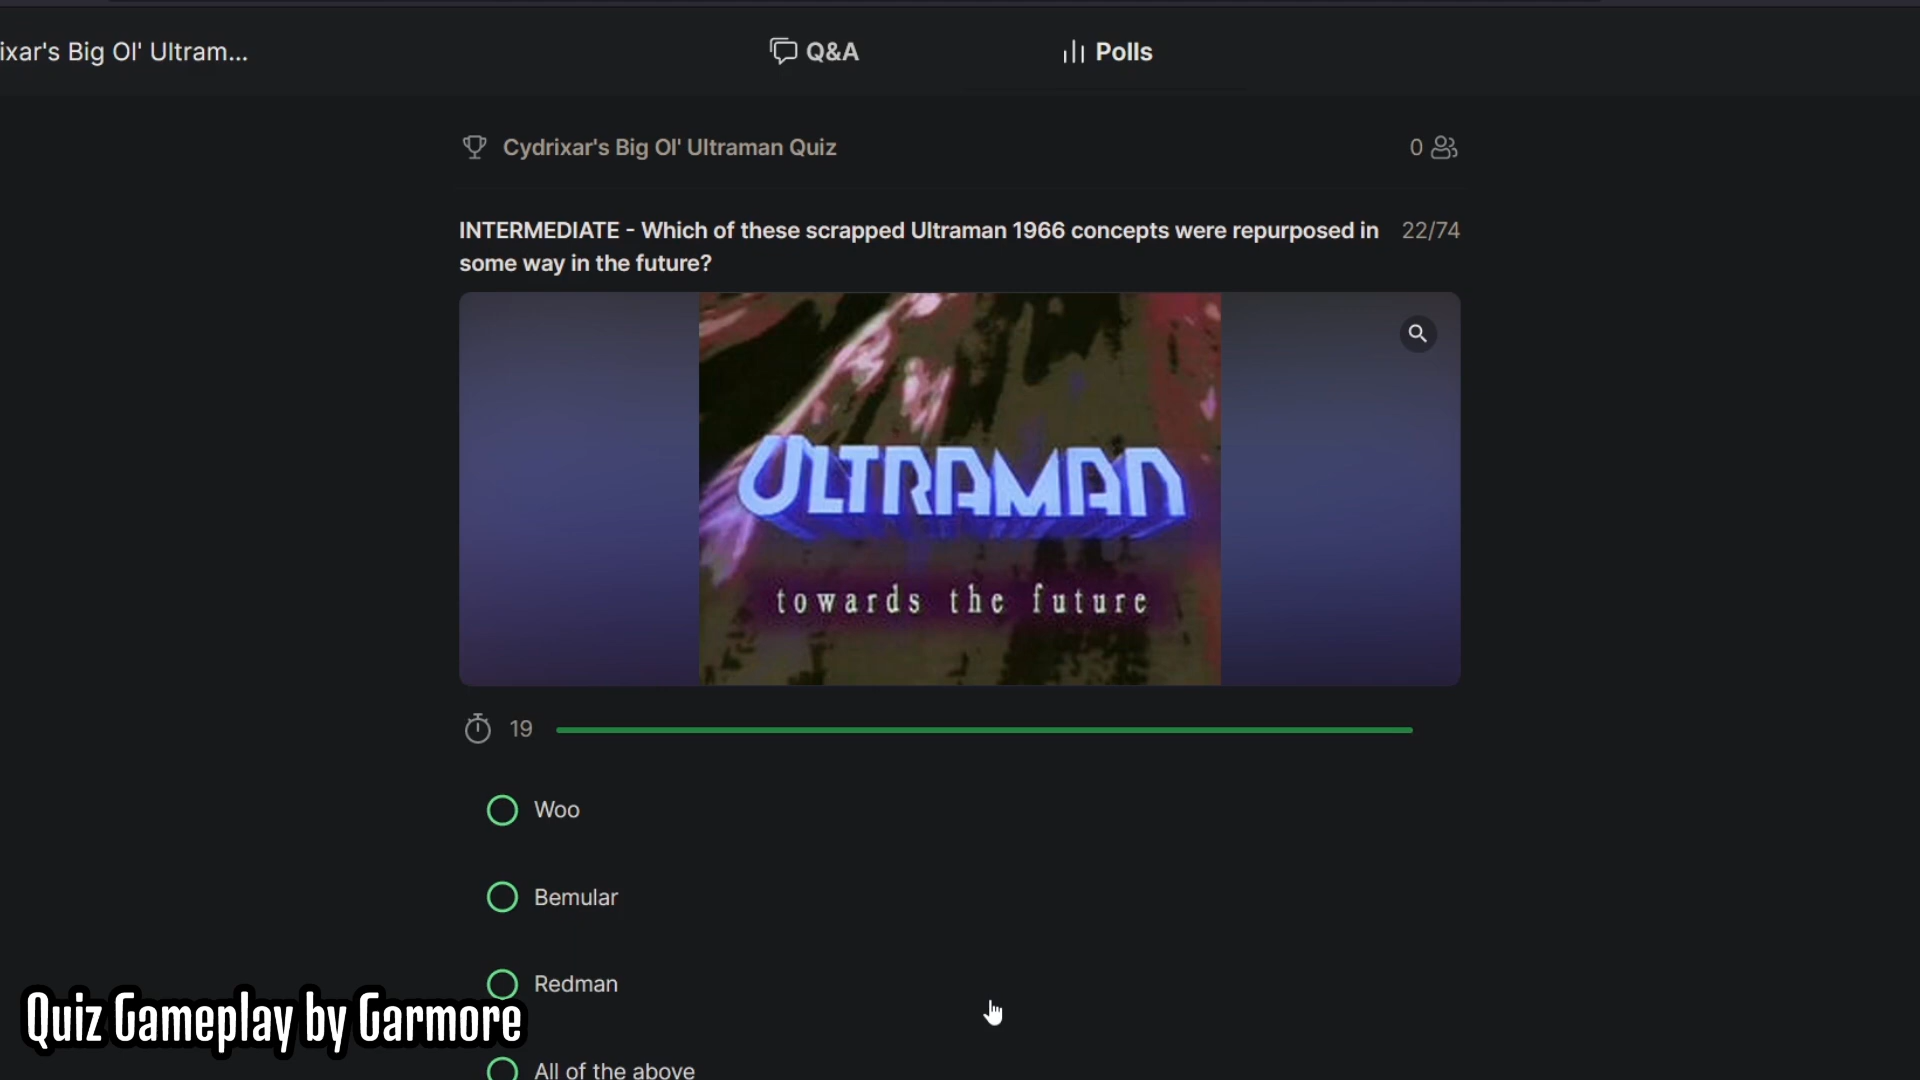 ixar's Big Ol' Ultram...
Q&A
Polls
Cydrixar's Big Ol' Ultraman Quiz
0
INTERMEDIATE - Which of these scrapped Ultraman 1966 concepts were repurposed in
22/74
some way in the future?
ULTRAMAN
towards the future
19
Woo
Bemular
Redman
Quiz Gameplay by Garmore
All of the above